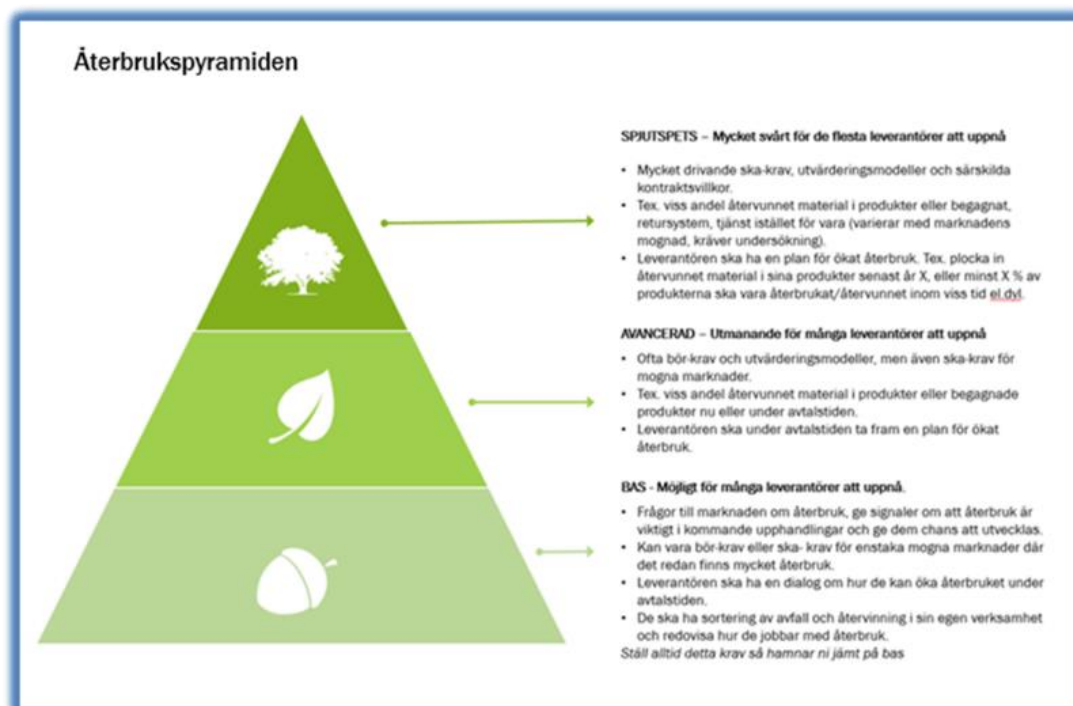 Återbrukspyramiden
SPJUTSPETS – Mycket svårt för de flesta leverantörer att uppnå
• Mycket drivande ska-krav, utvärderingsmodeller och särskilda
kontraktsvillkor.
• Tex. viss andel återvunnet material i produkter eller begagnat,
retursystem, tjänst istället för vara (varierar med marknadens
mognad, kräver undersökning).
• Leverantören ska ha en plan för ökat återbruk. Tex. plocka in
återvunnet material i sina produkter senast år X, eller minst X % av
produkterna ska vara återbrukat/återvunnet inom viss tid el.dyl.
AVANCERAD – Utmanande för många leverantörer att uppnå
• Ofta bör-krav och utvärderingsmodeller, men även ska-krav för
mogna marknader.
• Tex. viss andel återvunnet material i produkter eller begagnade
produkter nu eller under avtalstiden.
• Leverantören ska under avtalstiden ta fram en plan för ökat
återbruk.
BAS - Möjligt för många leverantörer att uppnå.
• Frågor till marknaden om återbruk, ge signaler om att återbruk är
viktigt i kommande upphandlingar och ge dem chans att utvecklas.
• Kan vara bör-krav eller ska- krav för enstaka mogna marknader där
det redan finns mycket återbruk.
• Leverantören ska ha en dialog om hur de kan öka återbruket under
avtalstiden.
• De ska ha sortering av avfall och återvinning i sin egen verksamhet
och redovisa hur de jobbar med återbruk.
Ställ alltid detta krav så hamnar ni jämt på bas